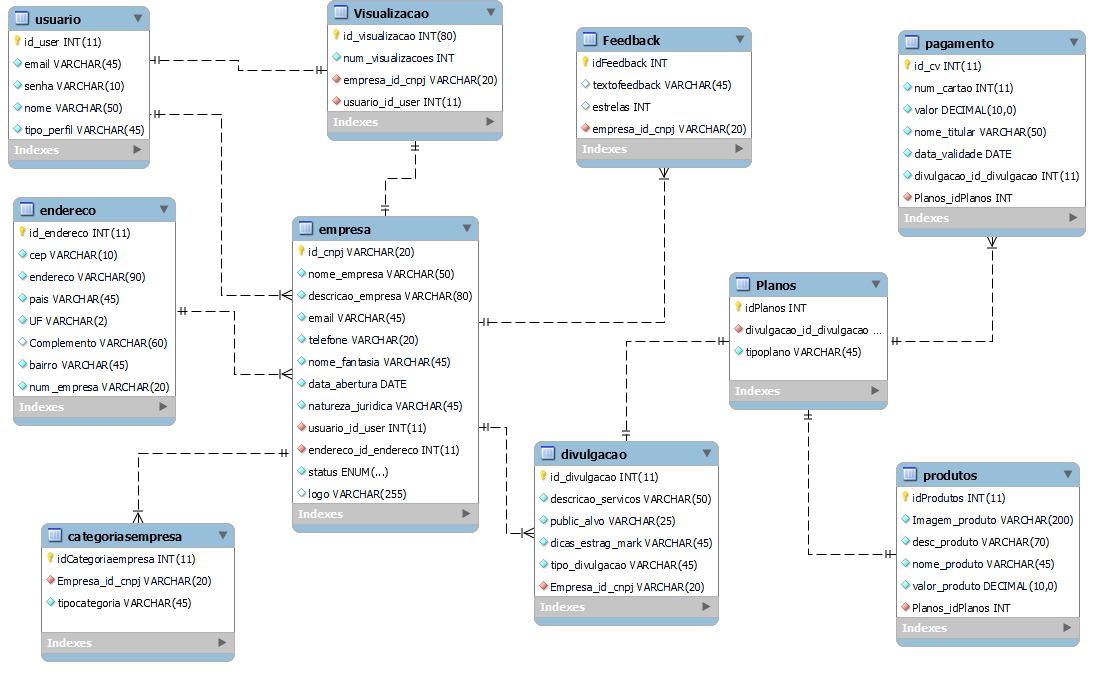 usuario
id_user INT(11)
email VARCHAR(45)
senha VARCHAR(10)
nome VARCHAR(50)
tipo_perfil VARCHAR(45)
Indexes
Visualizacao
id_visualizacao INT(80)
num_visualizacoes INT
empresa_id_cnpj VARCHAR(20)
usuario_id_user INT(11)
Indexes
Feedback
idFeedback INT
textofeedback VARCHAR(45)
estrelas INT
empresa_id_cnpj VARCHAR(20)
Indexes
pagamento
id_cv INT(11)
num_cartao INT(11)
valor DECIMAL(10,0)
nome_titular VARCHAR(50)
data_validade DATE
divulgacao_id_divulgacao INT(11)
Planos_idPlanos INT
Indexes
endereco
id_endereco INT(11)
cep VARCHAR(10)
endereco VARCHAR(90)
pais VARCHAR(45)
UF VARCHAR(2)
Complemento VARCHAR(60)
bairro VARCHAR(45)
num_empresa VARCHAR(20)
Indexes
empresa
id_cnpj VARCHAR(20)
nome_empresa VARCHAR(50)
descricao_empresa VARCHAR(80)
email VARCHAR(45)
telefone VARCHAR(20)
nome_fantasia VARCHAR(45)
data_abertura DATE
natureza_juridica VARCHAR(45)
usuario_id_user INT(11)
endereco_id_endereco INT(11)
status ENUM(...)
logo VARCHAR(255)
Indexes
Planos
idPlanos INT
divulgacao_id_divulgacao ...
tipoplano VARCHAR(45)
Indexes
divulgacao
id_divulgacao INT(11)
descricao_servicos VARCHAR(50)
public_alvo VARCHAR(25)
dicas_estrag_mark VARCHAR(45)
tipo_divulgacao VARCHAR(45)
Empresa_id_cnpj VARCHAR(20)
Indexes
produtos
idProdutos INT(11)
Imagem_produto VARCHAR(200)
desc_produto VARCHAR(70)
nome_produto VARCHAR(45)
valor_produto DECIMAL(10,0)
Planos_idPlanos INT
Indexes
categoriasempresa
idCategoriaempresa INT(11)
Empresa_id_cnpj VARCHAR(20)
tipocategoria VARCHAR(45)
Indexes